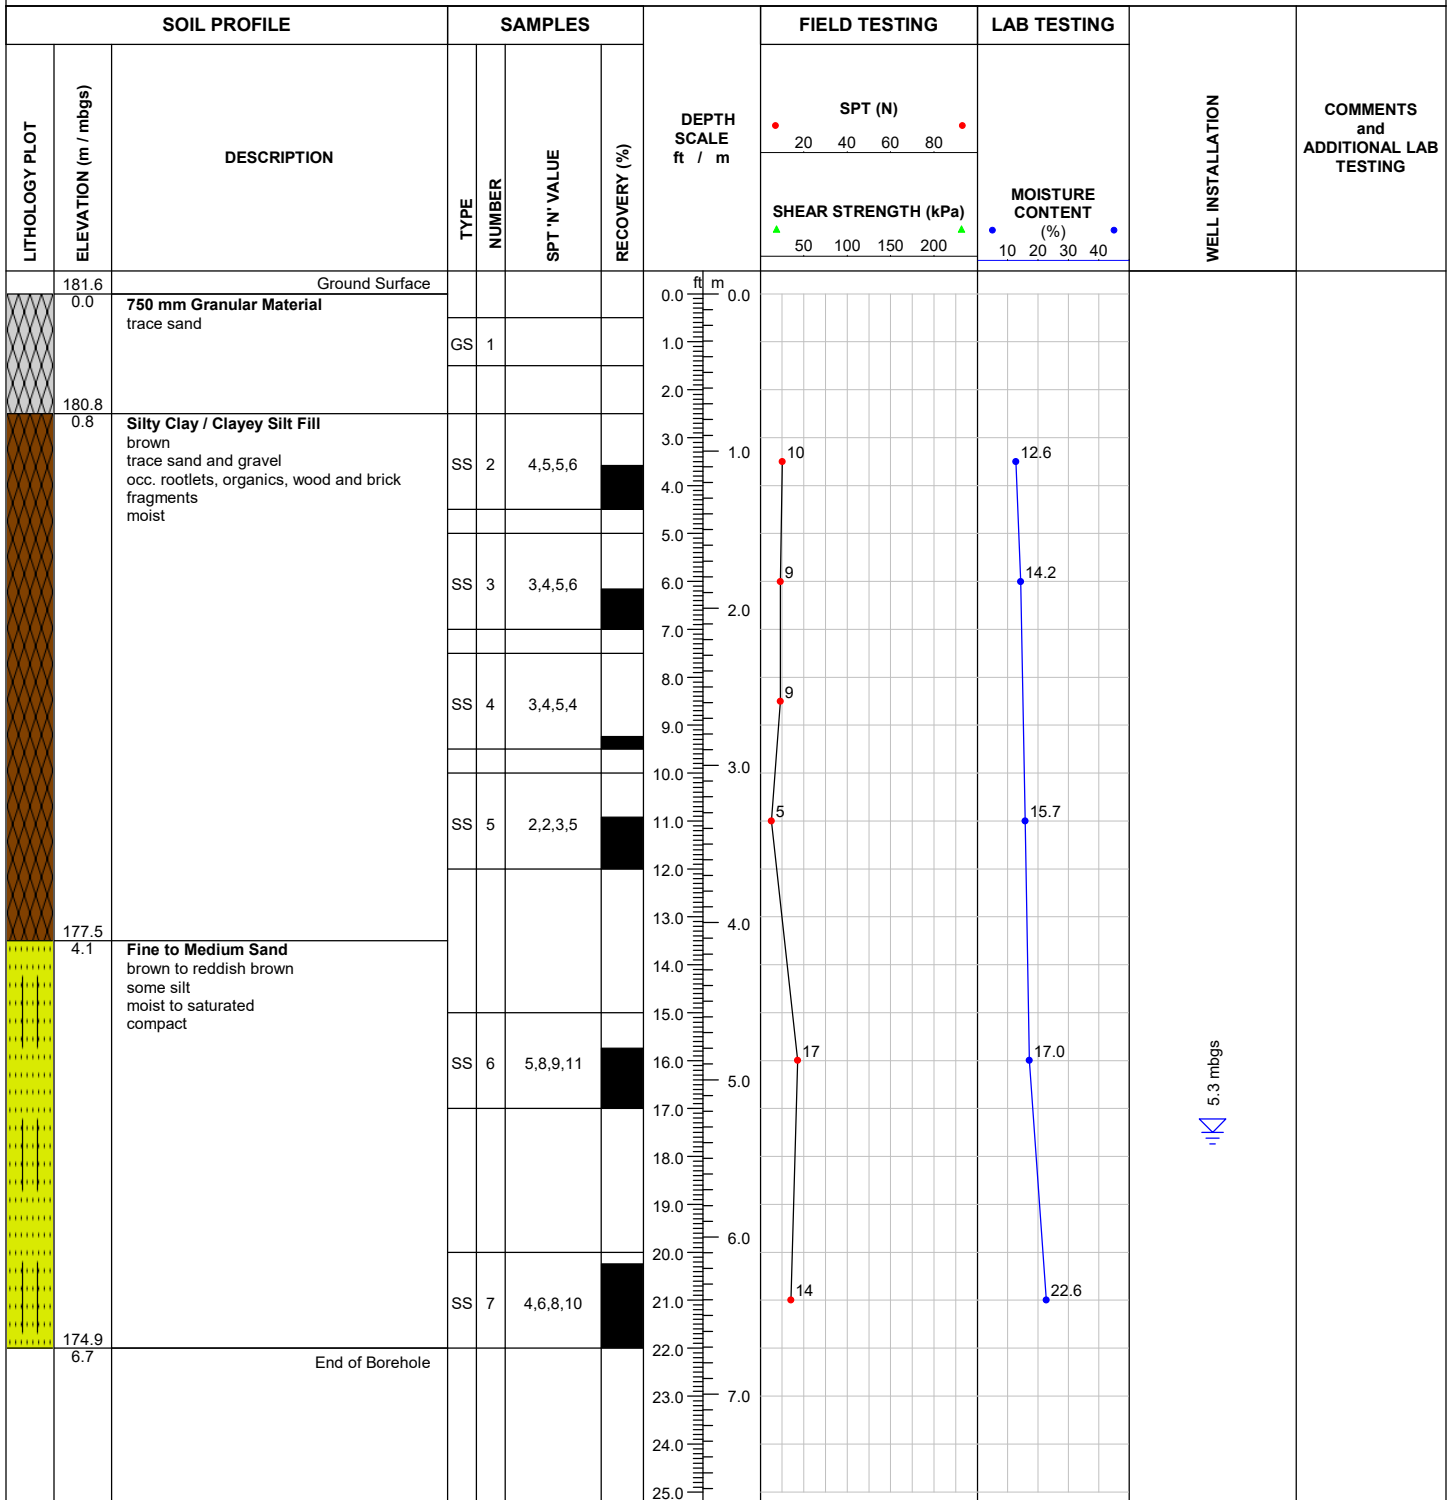 SOIL PROFILE
SAMPLES
FIELD TESTING
LAB TESTING
LITHOLOGY PLOT
ELEVATION (m / mbgs)
DESCRIPTION
TYPE
NUMBER
SPT 'N' VALUE
RECOVERY (%)
DEPTH
SCALE
ft / m
SPT (N)
20 40 60 80
SHEAR STRENGTH (kPa)
50 100 150 200
MOISTURE
CONTENT
(%)
10 20 30 40
WELL INSTALLATION
COMMENTS
and
ADDITIONAL LAB
TESTING
181.6 Ground Surface
ft m
0.0 750 mm Granular Material
trace sand
0.0 0.0
GS 1
1.0
2.0
180.8
0.8 Silty Clay / Clayey Silt Fill
brown
trace sand and gravel
occ. rootlets, organics, wood and brick
fragments
moist
3.0
1.0
SS 2 4,5,5,6
10
12.6
4.0
5.0
SS 3 3,4,5,6
6.0
9
14.2
2.0
7.0
8.0
SS 4 3,4,5,4
9
9.0
3.0
10.0
SS 5 2,2,3,5
11.0
5
15.7
12.0
13.0
4.0
177.5
4.1 Fine to Medium Sand
brown to reddish brown
some silt
moist to saturated
compact
14.0
15.0
SS 6 5,8,9,11
16.0
17
17.0
5.0
5.3 mbgs
17.0
18.0
19.0
6.0
20.0
SS 7 4,6,8,10
21.0
14
22.6
174.9
6.7 End of Borehole
22.0
23.0
7.0
24.0
25.0